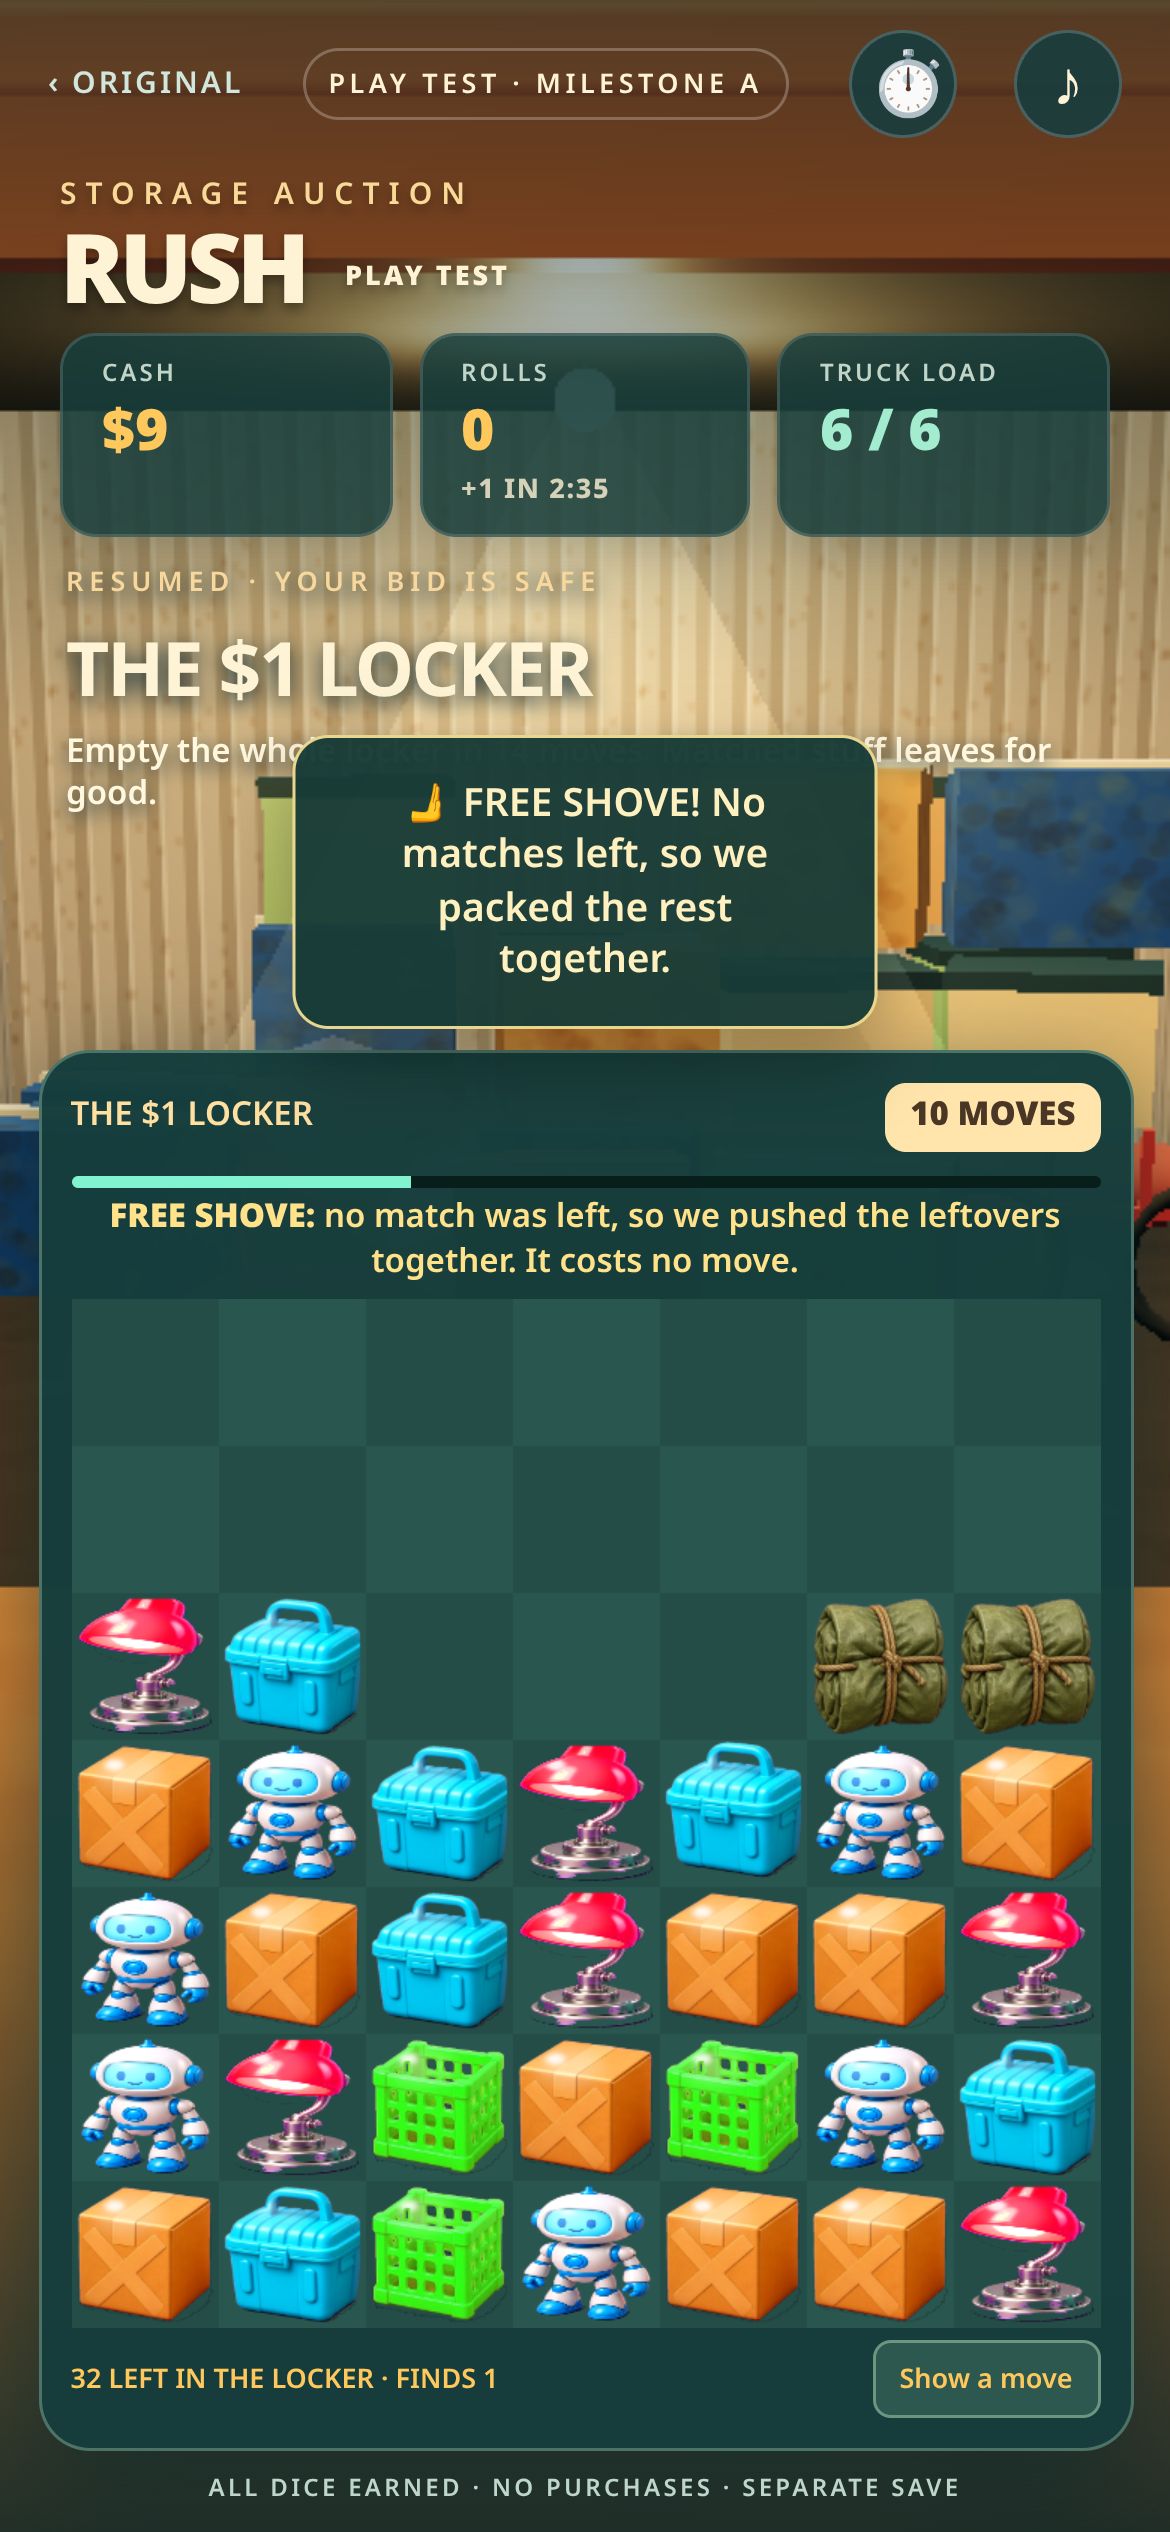 ‹ ORIGINAL
PLAY TEST · MILESTONE A
STORAGE AUCTION
RUSH PLAY TEST
CASH
$9
ROLLS
0
+1 IN 2:35
TRUCK LOAD
6 / 6
RESUMED · YOUR BID IS SAFE
THE $1 LOCKER
Empty the whole locker leaves for
good.
FREE SHOVE! No
matches left, so we
packed the rest
together.
THE $1 LOCKER
10 MOVES
FREE SHOVE: no match was left, so we pushed the leftovers
together. It costs no move.
32 LEFT IN THE LOCKER · FINDS 1
Show a move
ALL DICE EARNED · NO PURCHASES · SEPARATE SAVE